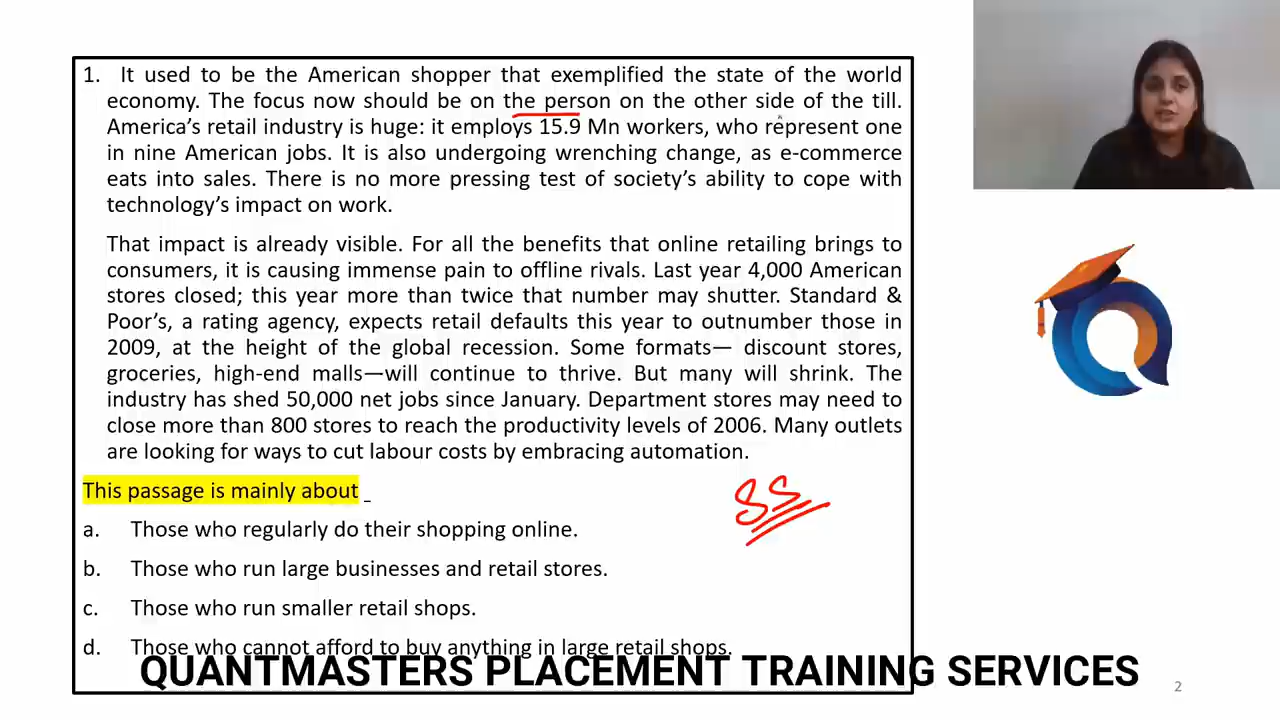 1. It used to be the American shopper that exemplified the state of the world
economy. The focus now should be on the person on the other side of the till.
America's retail industry is huge: it employs 15.9 Mn workers, who represent one
in nine American jobs. It is also undergoing wrenching change, as e-commerce
eats into sales. There is no more pressing test of society's ability to cope with
technology's impact on work.
That impact is already visible. For all the benefits that online retailing brings to
consumers, it is causing immense pain to offline rivals. Last year 4,000 American
stores closed; this year more than twice that number may shutter. Standard &
Poor's, a rating agency, expects retail defaults this year to outnumber those in
2009, at the height of the global recession. Some formats— discount stores,
groceries, high-end malls—will continue to thrive. But many will shrink. The
industry has shed 50,000 net jobs since January. Department stores may need to
close more than 800 stores to reach the productivity levels of 2006. Many outlets
are looking for ways to cut labour costs by embracing automation.
This passage is mainly about _
SS
a. Those who regularly do their shopping online.
b. Those who run large businesses and retail stores.
c. Those who run smaller retail shops.
d. Those who cannot afford to buy anything in large retail shops.
QUANTMASTERS PLACEMENT TRAINING SERVICES
2